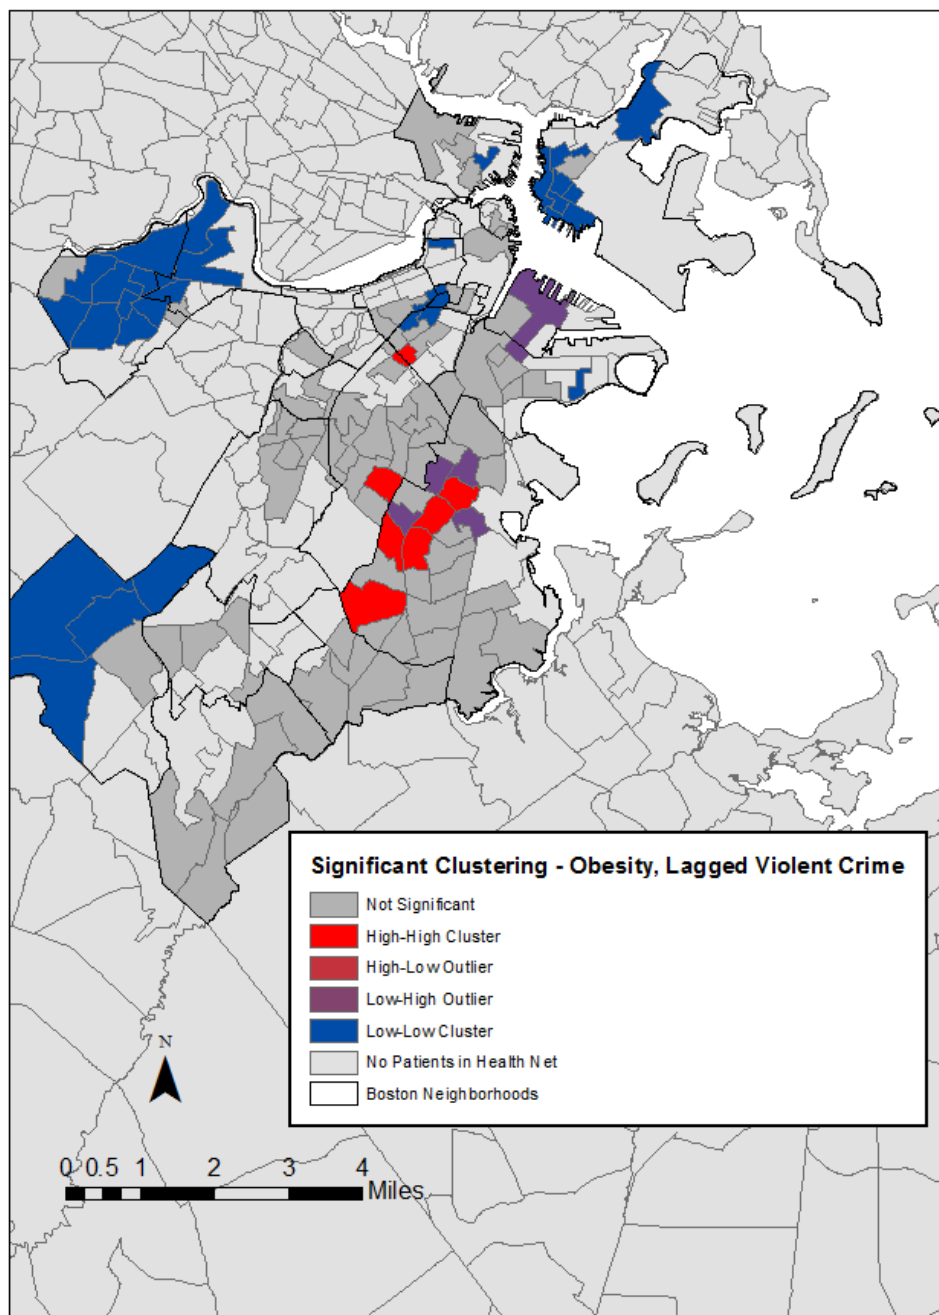 Significant Clustering - Obesity, Lagged Violent Crime
Not Significant
High-High Cluster
High-Low Outlier
Low-High Outlier
Low-Low Cluster
No Patients in Health Net
Boston Neighborhoods
N
0 0.5 1 2 3 4
Miles